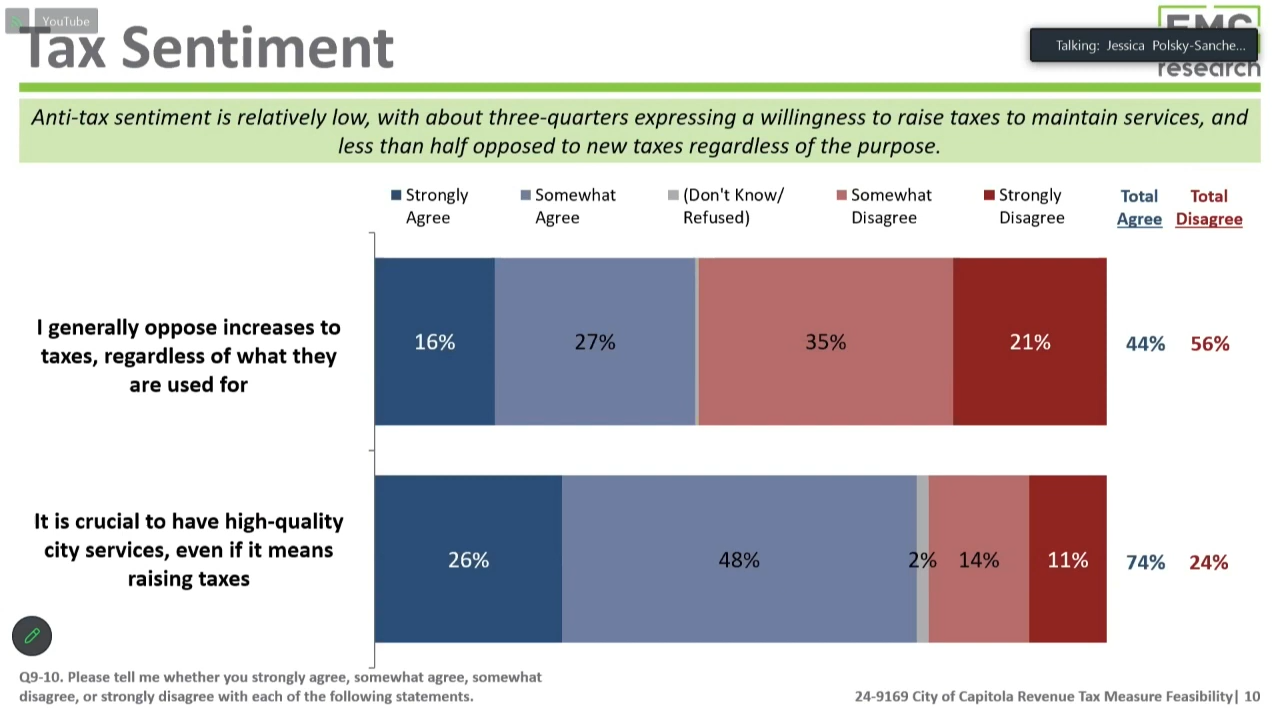 YouTube
Tax Sentiment
EMC
research
Talking: Jessica Polsky-Sanche...
Anti-tax sentiment is relatively low, with about three-quarters expressing a willingness to raise taxes to maintain services, and
less than half opposed to new taxes regardless of the purpose.
Strongly
Agree
Somewhat
Agree
(Don't Know/
Refused)
Somewhat
Disagree
Strongly
Disagree
Total
Agree
Total
Disagree
I generally oppose increases to
taxes, regardless of what they
are used for
16% 27% 35% 21% 44% 56%
It is crucial to have high-quality
city services, even if it means
raising taxes
26% 48% 2% 14% 11% 74% 24%
Q9-10. Please tell me whether you strongly agree, somewhat agree, somewhat
disagree, or strongly disagree with each of the following statements.
24-9169 City of Capitola Revenue Tax Measure Feasibility| 10